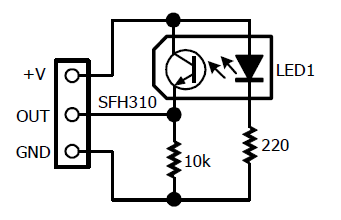 +V
LED1
SFH310
OUT
220
GND
10k